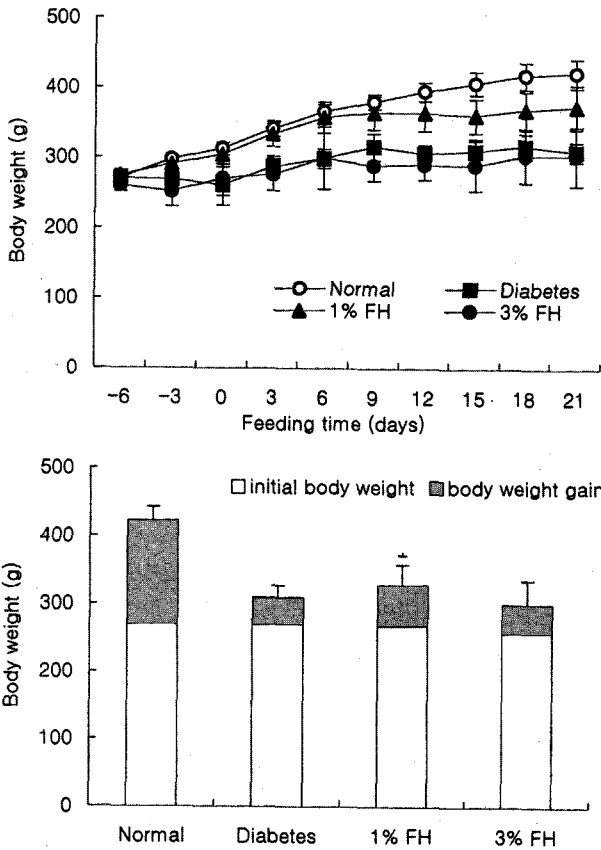 500
400
300
200
100
0
Body weight (g)
Normal
Diabetes
1% FH
3% FH
-6 -3 0 3 6 9 12 15 18 21
Feeding time (days)
500
400
300
200
100
0
Body weight (g)
initial body weight
body weight gain
*
Normal Diabetes 1% FH 3% FH